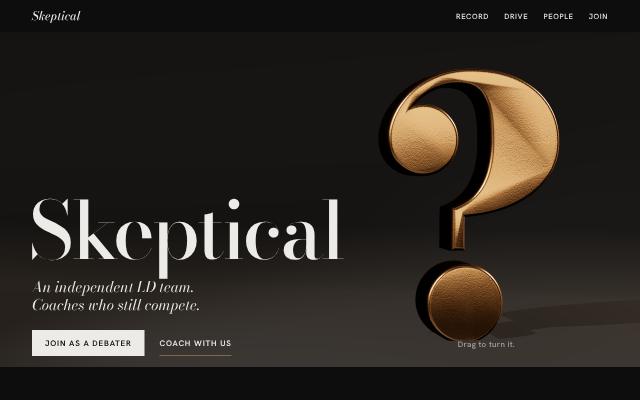 Skeptical
RECORD DRIVE PEOPLE JOIN
Skeptical
An independent LD team.
Coaches who still compete.
JOIN AS A DEBATER COACH WITH US
Drag to turn it.